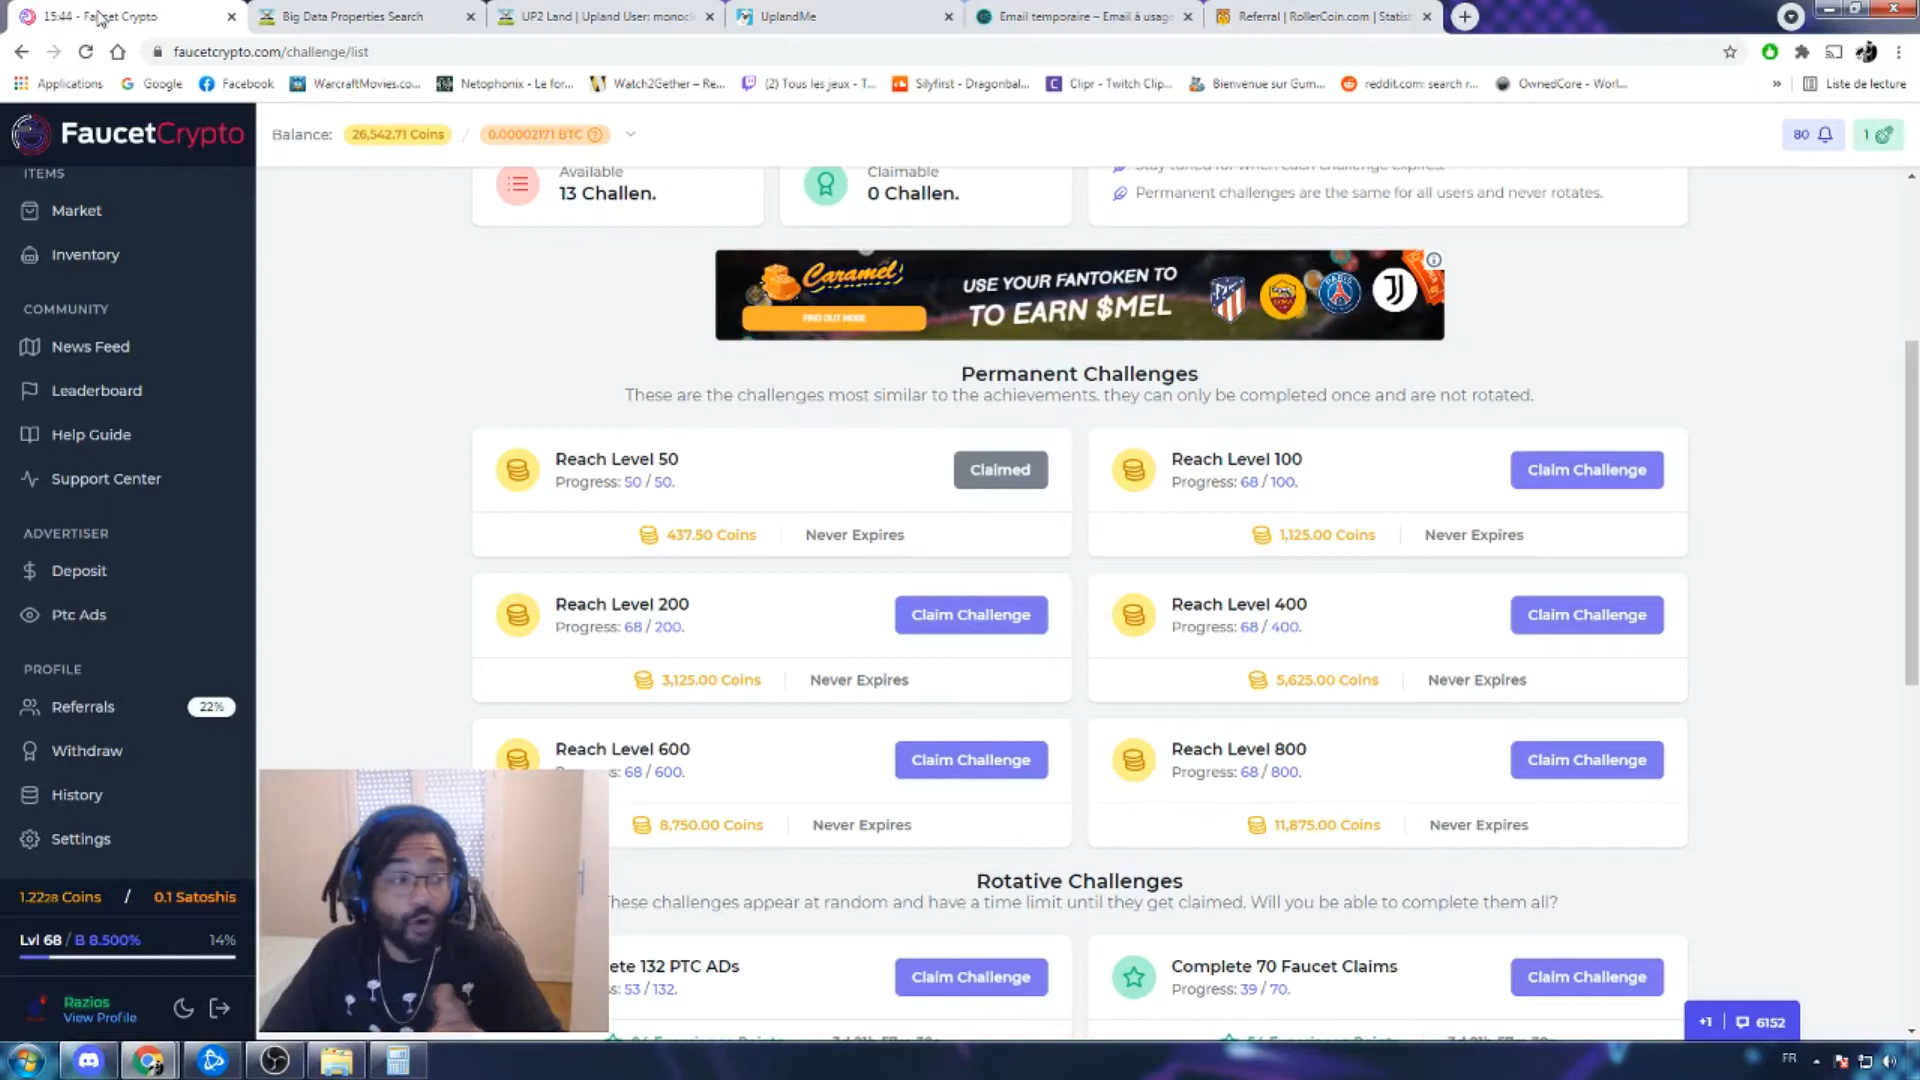 15:44 - Faucet Crypto
Big Data Properties Search
UP2 Land | Upland User: monocl
UplandMe
Email temporaire – Email à usag
Referral | RollerCoin.com | Statist
faucetcrypto.com/challenge/list
Applications
Google
Facebook
WarcraftMovies.co...
Netophonix - Le for...
Watch2Gether – Re...
(2) Tous les jeux - T...
Silyfirst - Dragonbal...
Clipr - Twitch Clip...
Bienvenue sur Gum...
reddit.com: search r...
OwnedCore - Worl...
»
Liste de lecture
FaucetCrypto
Balance: 26,542.71 Coins / 0.00002171 BTC
80
1
ITEMS
Market
Inventory
COMMUNITY
News Feed
Leaderboard
Help Guide
Support Center
ADVERTISER
Deposit
Ptc Ads
PROFILE
Referrals 22%
Withdraw
History
Settings
1.2228 Coins / 0.1 Satoshis
Lvl 68 / B 8.500% 14%
Razios
View Profile
Available
13 Challen.
Claimable
0 Challen.
Stay tuned for when each challenge expires.
Permanent challenges are the same for all users and never rotates.
Caramel
FIND OUT MORE
USE YOUR FANTOKEN TO
TO EARN $MEL
Permanent Challenges
These are the challenges most similar to the achievements. they can only be completed once and are not rotated.
Reach Level 50
Progress: 50 / 50.
Claimed
437.50 Coins
Never Expires
Reach Level 100
Progress: 68 / 100.
Claim Challenge
1,125.00 Coins
Never Expires
Reach Level 200
Progress: 68 / 200.
Claim Challenge
3,125.00 Coins
Never Expires
Reach Level 400
Progress: 68 / 400.
Claim Challenge
5,625.00 Coins
Never Expires
Reach Level 600
s: 68 / 600.
Claim Challenge
8,750.00 Coins
Never Expires
Reach Level 800
Progress: 68 / 800.
Claim Challenge
11,875.00 Coins
Never Expires
Rotative Challenges
hese challenges appear at random and have a time limit until they get claimed. Will you be able to complete them all?
ete 132 PTC ADs
s: 53 / 132.
Claim Challenge
Complete 70 Faucet Claims
Progress: 39 / 70.
Claim Challenge
+1
6152
FR